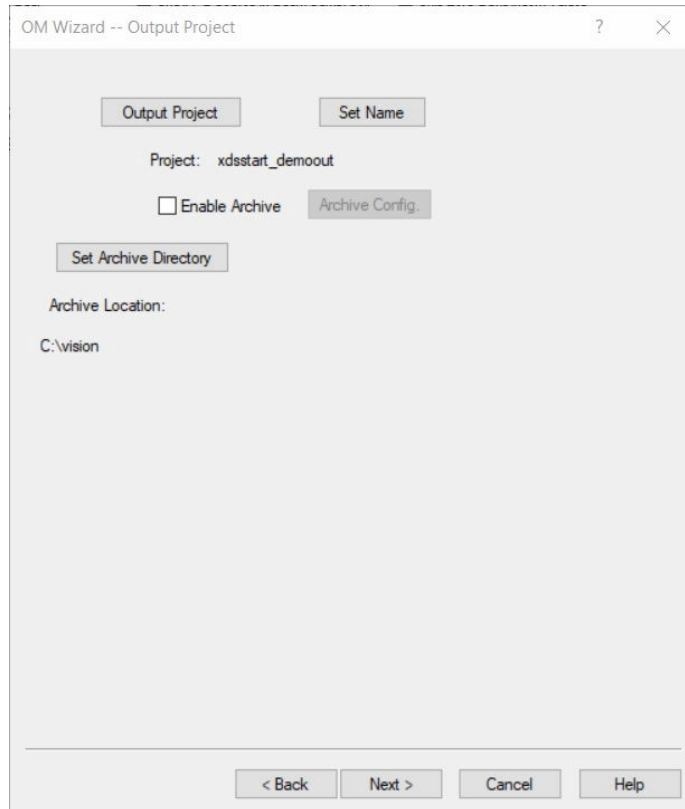 OM Wizard -- Output Project ? ×
Output Project Set Name
Project: xdsstart_demoout
Enable Archive Archive Config.
Set Archive Directory
Archive Location:
C:\vision
< Back Next > Cancel Help